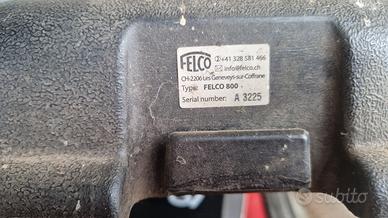 FELCO
✆+41 328 581 466
✉info@felco.ch
CH-2206 Les Geneveys-sur-Coffrane
Type: FELCO 800
Serial number: A 3225
subito